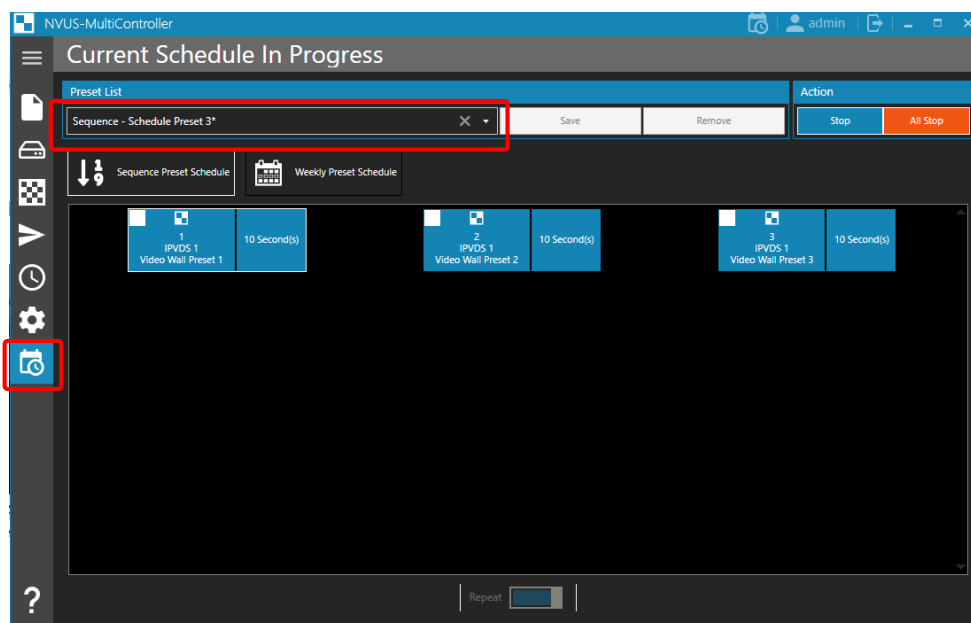 NVUS-MultiController
admin
Current Schedule In Progress
Preset List
Action
Sequence - Schedule Preset 3*
Save
Remove
Stop
All Stop
1
9
Sequence Preset Schedule
Weekly Preset Schedule
1
IPVDS 1
Video Wall Preset 1
10 Second(s)
2
IPVDS 1
Video Wall Preset 2
10 Second(s)
3
IPVDS 1
Video Wall Preset 3
10 Second(s)
?
Repeat